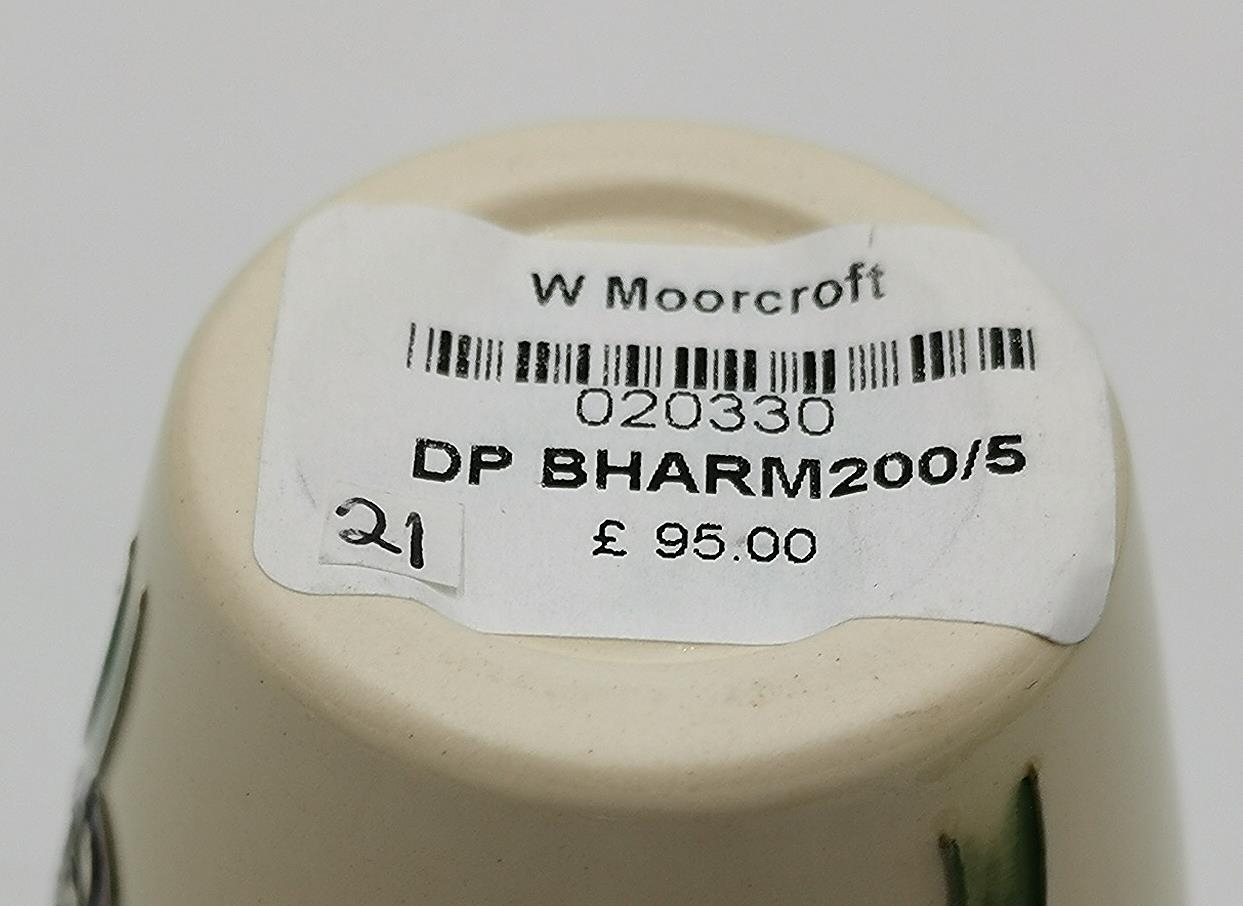 W Moorcroft
020330
DP BHARM200/5
£ 95.00
21